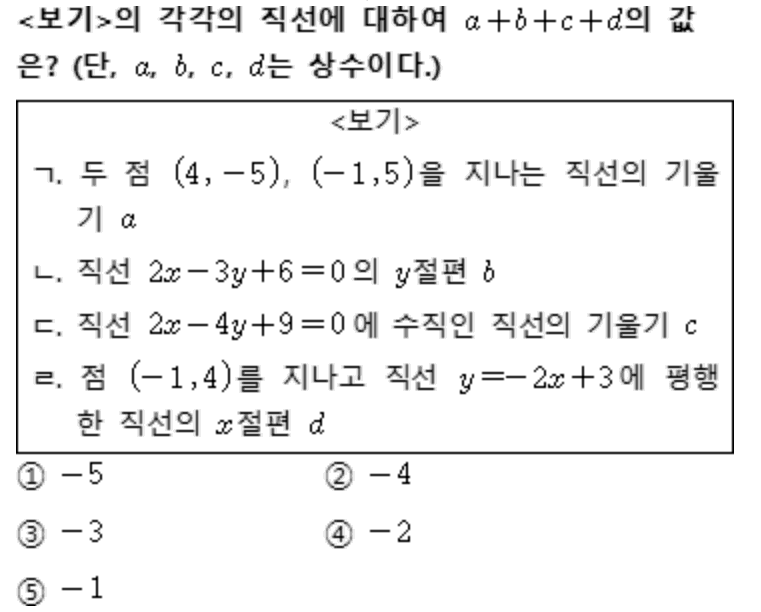 <보기>의 각각의 직선에 대하여 a+b+c+d의 값
은? (단, a, b, c, d는 상수이다.)
<보기>
ㄱ. 두 점 (4, -5), (-1,5)을 지나는 직선의 기울
기 a
ㄴ. 직선 2x-3y+6=0의 y절편 b
ㄷ. 직선 2x-4y+9=0에 수직인 직선의 기울기 c
ㄹ. 점 (-1,4)를 지나고 직선 y=-2x+3에 평행
한 직선의 x절편 d
① -5 ② -4
③ -3 ④ -2
⑤ -1